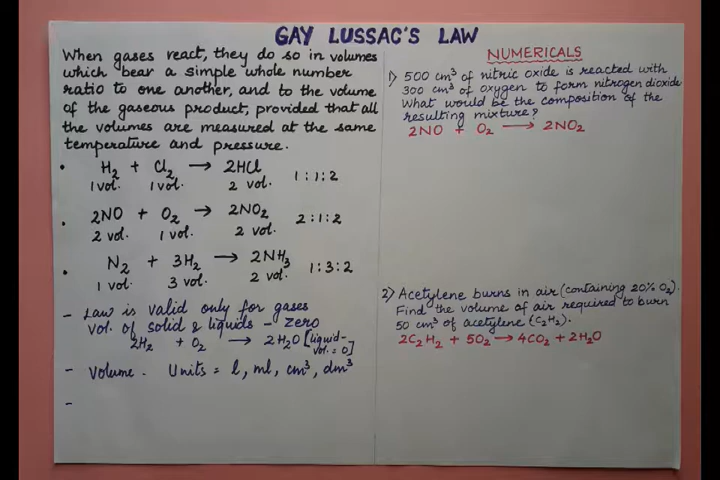 GAY LUSSAC'S LAW
When gases react, they do so in volumes
which bear a simple whole number
ratio to one another, and to the volume
of the gaseous product, provided that all
the volumes are measured at the same
temperature and pressure.
• H₂ + Cl₂ → 2HCl
1 vol. 1 vol. 2 vol. 1:1:2
• 2NO + O₂ → 2NO₂ 2:1:2
2 vol. 1 vol. 2 vol.
• N₂ + 3H₂ → 2NH₃ 1:3:2
1 vol. 3 vol. 2 vol.
- Law is valid only for gases
Vol. of solid & liquids - zero
2H₂ + O₂ → 2H₂O [liquid-
vol. = 0]
- Volume - Units = l, ml, cm³, dm³
-
NUMERICALS
1) 500 cm³ of nitric oxide is reacted with
300 cm³ of oxygen to form nitrogen dioxide
What would be the composition of the
resulting mixture?
2NO + O₂ → 2NO₂
2) Acetylene burns in air (containing 20% O₂).
Find the volume of air required to burn
50 cm³ of acetylene (C₂H₂).
2C₂H₂ + 5O₂ → 4CO₂ + 2H₂O